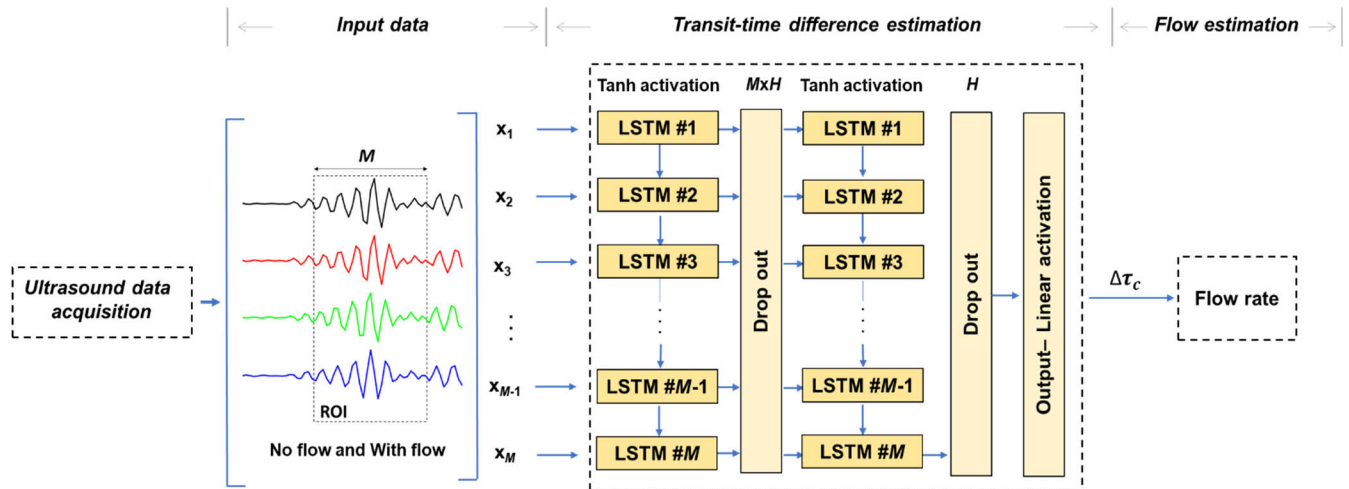 Input data
Transit-time difference estimation
Flow estimation
Tanh activation
MxH
Tanh activation
H
M
ROI
No flow and With flow
Ultrasound data
acquisition
x1
x2
x3
⋮
xM-1
xM
LSTM #1
LSTM #2
LSTM #3
LSTM #M-1
LSTM #M
Drop out
LSTM #1
LSTM #2
LSTM #3
LSTM #M-1
LSTM #M
Drop out
Output– Linear activation
Δτc
Flow rate